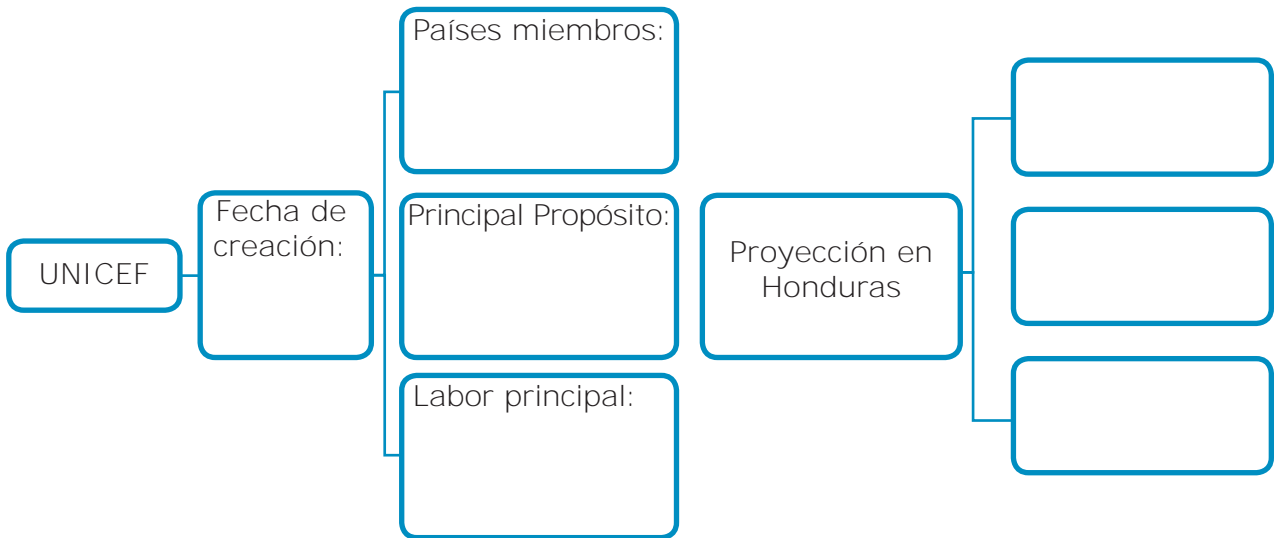 UNICEF
Fecha de
creación:
Países miembros:
Principal Propósito:
Labor principal:
Proyección en
Honduras